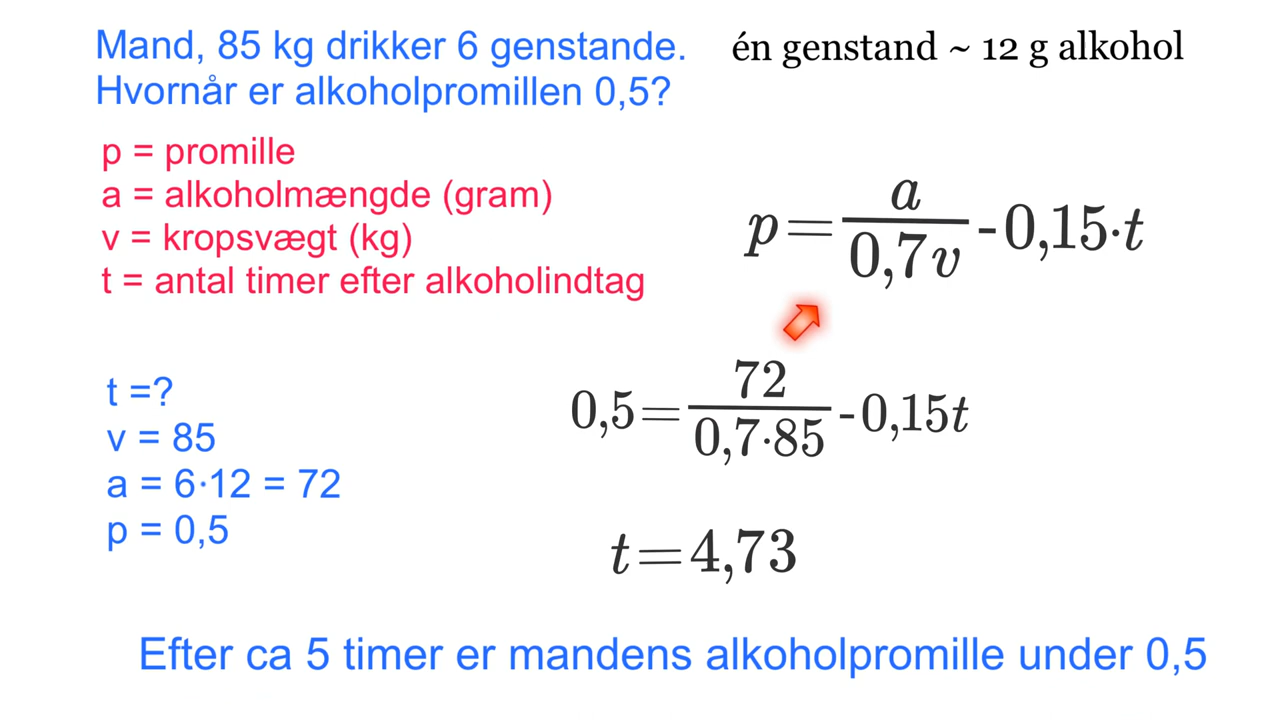 Mand, 85 kg drikker 6 genstande.
én genstand ~ 12 g alkohol
Hvornår er alkoholpromillen 0,5?
p = promille
a = alkoholmængde (gram)
v = kropsvægt (kg)
t = antal timer efter alkoholindtag
p = a / 0,7v - 0,15·t
t =?
v = 85
a = 6·12 = 72
p = 0,5
0,5 = 72 / 0,7·85 - 0,15t
t=4,73
Efter ca 5 timer er mandens alkoholpromille under 0,5